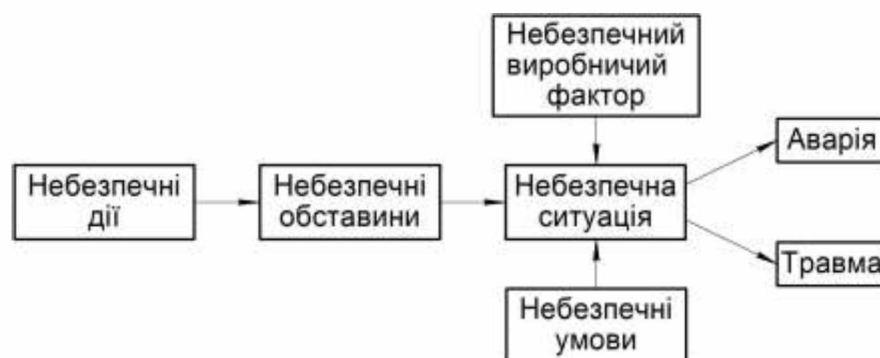 Небезпечний
виробничий
фактор
Аварія
Небезпечні
дії
Небезпечні
обставини
Небезпечна
ситуація
Травма
Небезпечні
умови